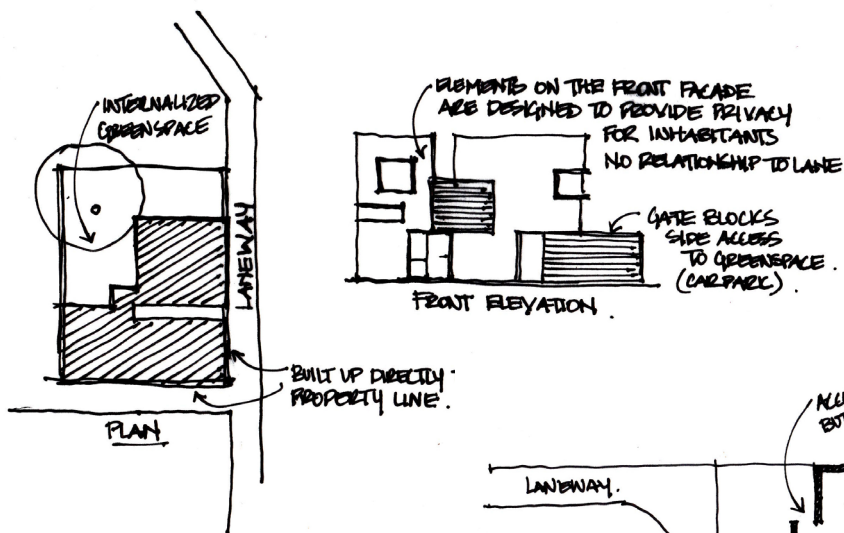 INTERNALIZED
GREENSPACE
LANEWAY
BUILT UP DIRECTLY
PROPERTY LINE.
PLAN
ELEMENTS ON THE FRONT FACADE
ARE DESIGNED TO PROVIDE PRIVACY
FOR INHABITANTS
NO RELATIONSHIP TO LANE
GATE BLOCKS
SIDE ACCESS
TO GREENSPACE.
(CARPARK).
FRONT ELEVATION.
LANEWAY.